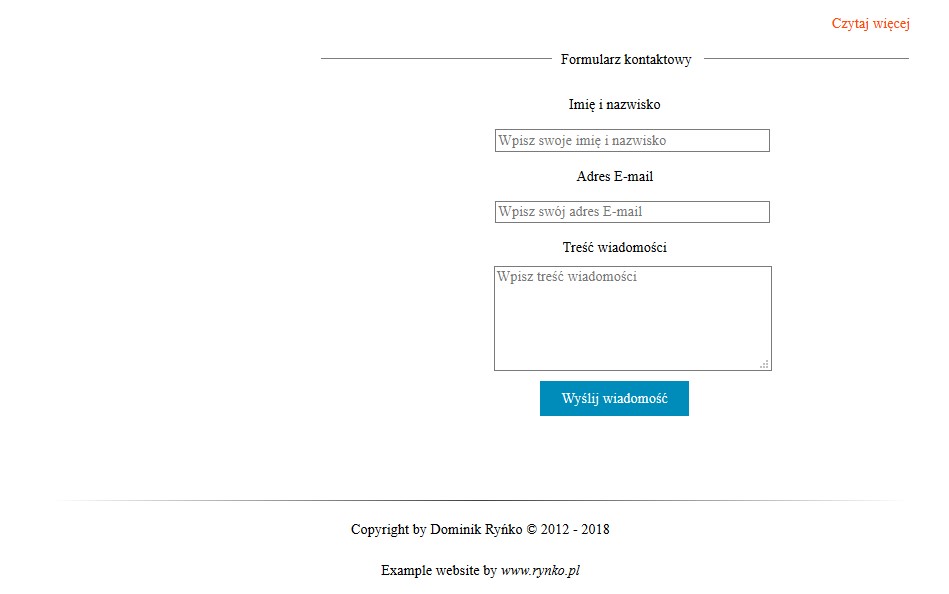 Czytaj więcej
Formularz kontaktowy
Imię i nazwisko
Wpisz swoje imię i nazwisko
Adres E-mail
Wpisz swój adres E-mail
Treść wiadomości
Wpisz treść wiadomości
Wyślij wiadomość
Copyright by Dominik Ryńko © 2012 - 2018
Example website by www.rynko.pl